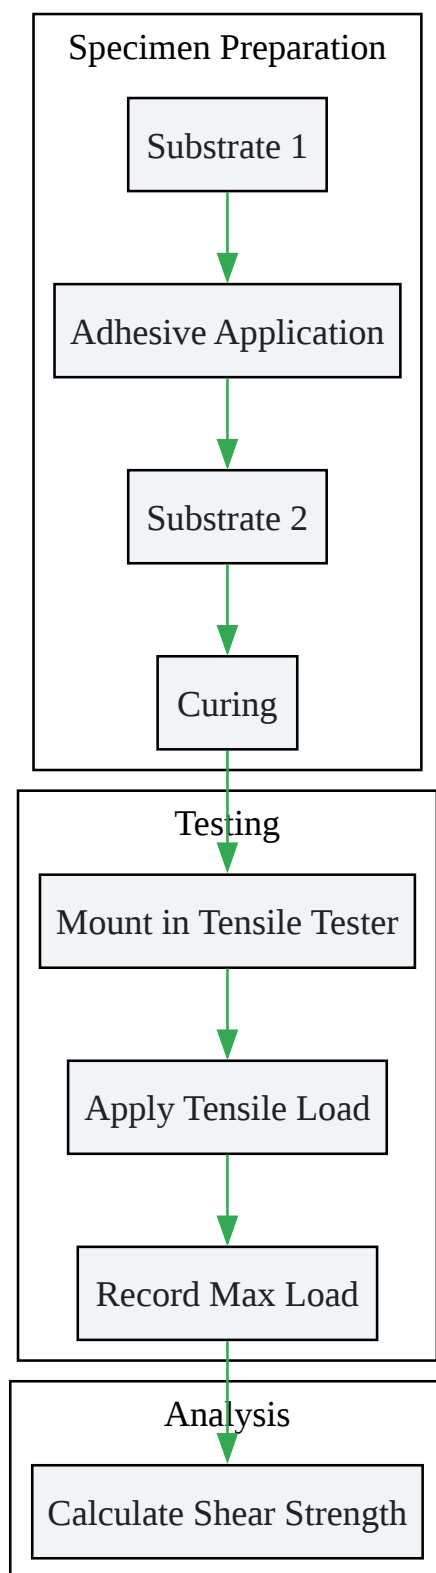 Specimen Preparation
Substrate 1
Adhesive Application
Substrate 2
Curing
Testing
Mount in Tensile Tester
Apply Tensile Load
Record Max Load
Analysis
Calculate Shear Strength